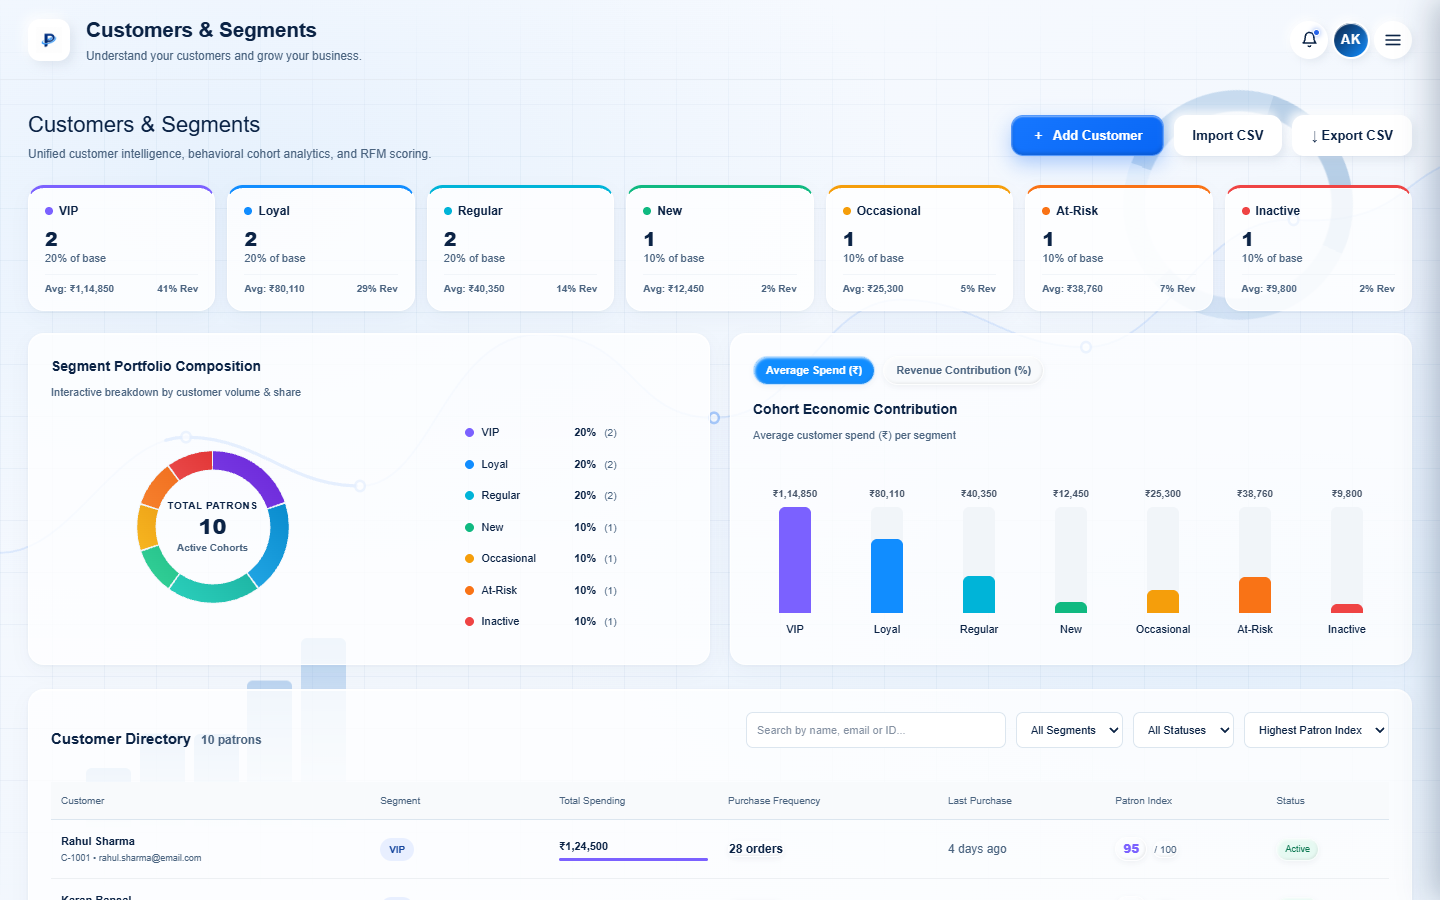 P
Customers & Segments
Understand your customers and grow your business.
AK
Customers & Segments
Unified customer intelligence, behavioral cohort analytics, and RFM scoring.
+ Add Customer
Import CSV
↓ Export CSV
VIP
2
20% of base
Avg: ₹1,14,850 41% Rev
Loyal
2
20% of base
Avg: ₹80,110 29% Rev
Regular
2
20% of base
Avg: ₹40,350 14% Rev
New
1
10% of base
Avg: ₹12,450 2% Rev
Occasional
1
10% of base
Avg: ₹25,300 5% Rev
At-Risk
1
10% of base
Avg: ₹38,760 7% Rev
Inactive
1
10% of base
Avg: ₹9,800 2% Rev
Segment Portfolio Composition
Interactive breakdown by customer volume & share
TOTAL PATRONS
10
Active Cohorts
VIP 20% (2)
Loyal 20% (2)
Regular 20% (2)
New 10% (1)
Occasional 10% (1)
At-Risk 10% (1)
Inactive 10% (1)
Average Spend (₹) Revenue Contribution (%)
Cohort Economic Contribution
Average customer spend (₹) per segment
₹1,14,850 ₹80,110 ₹40,350 ₹12,450 ₹25,300 ₹38,760 ₹9,800
VIP Loyal Regular New Occasional At-Risk Inactive
Customer Directory 10 patrons
Search by name, email or ID...
All Segments
All Statuses
Highest Patron Index
Customer Segment Total Spending Purchase Frequency Last Purchase Patron Index Status
Rahul Sharma
C-1001 • rahul.sharma@email.com
VIP
₹1,24,500
28 orders
4 days ago
95 / 100
Active